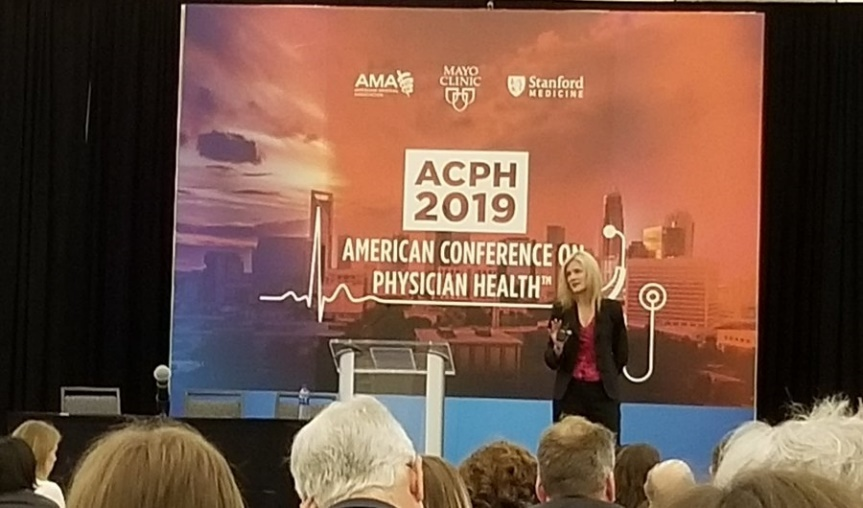 AMA
MAYO
CLINIC
Stanford
MEDICINE
ACPH
2019
AMERICAN CONFERENCE ON
PHYSICIAN HEALTH™